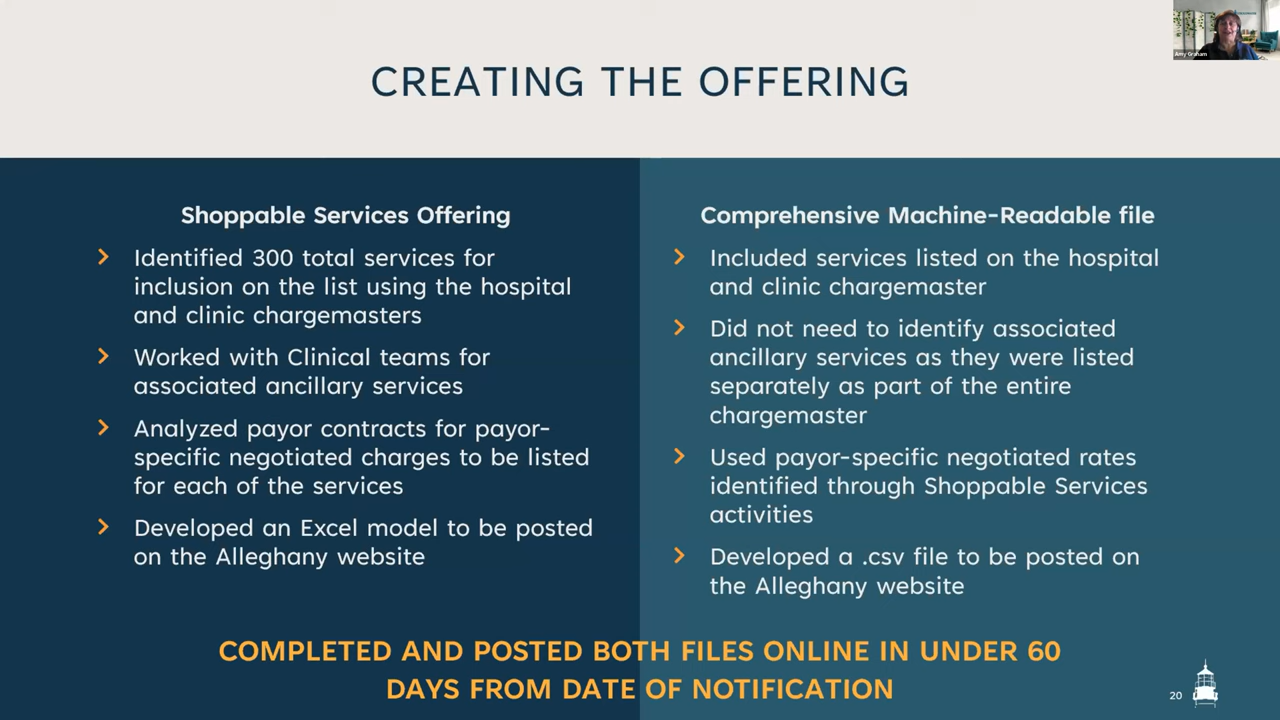 Amy Graham
CREATING THE OFFERING
Shoppable Services Offering
Identified 300 total services for
inclusion on the list using the hospital
and clinic chargemasters
Worked with Clinical teams for
associated ancillary services
Analyzed payor contracts for payor-
specific negotiated charges to be listed
for each of the services
Developed an Excel model to be posted
on the Alleghany website
Comprehensive Machine-Readable file
Included services listed on the hospital
and clinic chargemaster
Did not need to identify associated
ancillary services as they were listed
separately as part of the entire
chargemaster
Used payor-specific negotiated rates
identified through Shoppable Services
activities
Developed a .csv file to be posted on
the Alleghany website
COMPLETED AND POSTED BOTH FILES ONLINE IN UNDER 60
DAYS FROM DATE OF NOTIFICATION
20